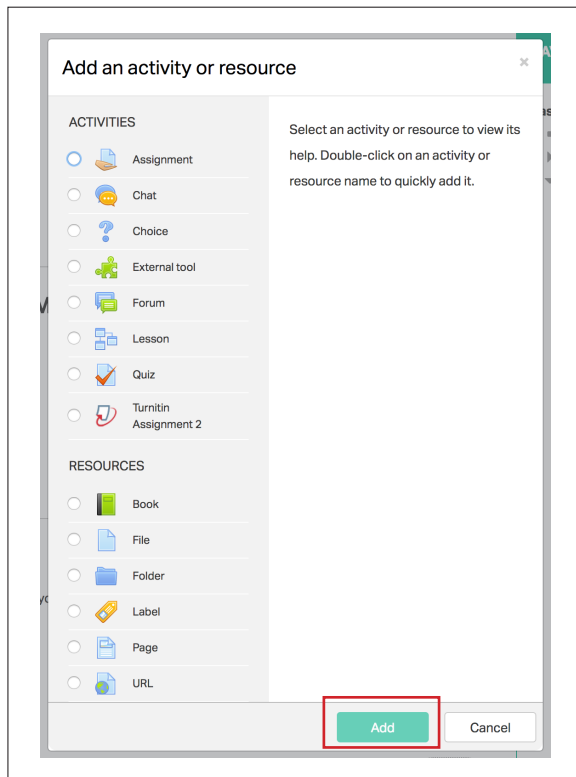 Add an activity or resource
×
ACTIVITIES
Assignment
Chat
Choice
External tool
Forum
Lesson
Quiz
Turnitin
Assignment 2
RESOURCES
Book
File
Folder
Label
Page
URL
Select an activity or resource to view its
help. Double-click on an activity or
resource name to quickly add it.
Add
Cancel